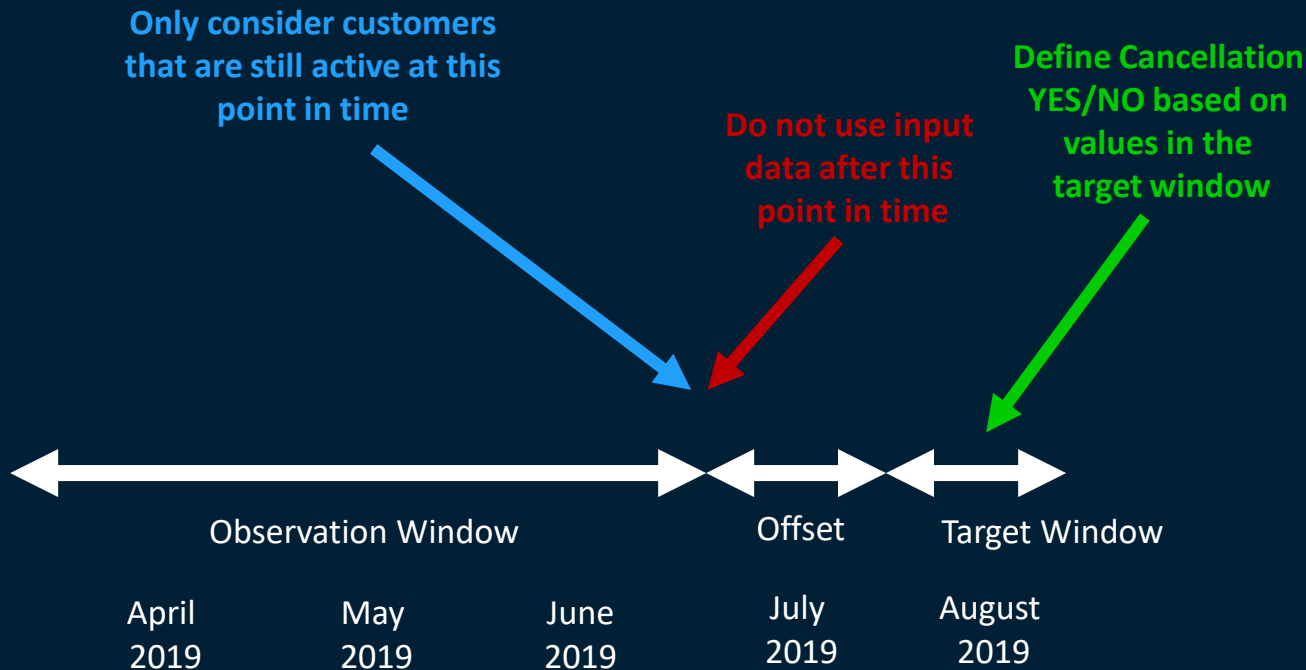 Only consider customers
that are still active at this
point in time
Do not use input
data after this
point in time
Define Cancellation
YES/NO based on
values in the
target window
Observation Window
Offset
Target Window
April
2019
May
2019
June
2019
July
2019
August
2019